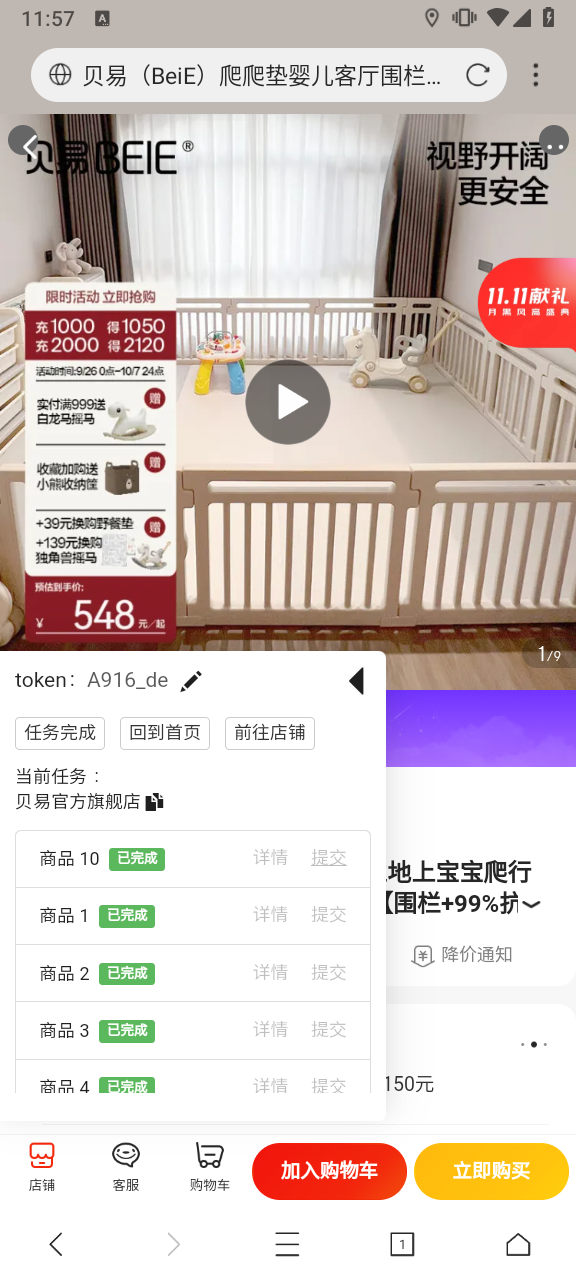 11:57
A
贝易（BeiE）爬爬垫婴儿客厅围栏...
贝易BEIE®
视野开阔
更安全
11.11献礼
月黑风高盛典
限时活动 立即抢购
充1000 得1050
充2000 得2120
活动时间:9/26 0点-10/7 24点
实付满999送
白龙马摇马
赠
收藏加购送
小熊收纳筐
赠
+39元换购野餐垫
+139元换购
独角兽摇马
赠
预估到手价:
¥ 548 元/起
1/9
token： A916_de
任务完成 回到首页 前往店铺
当前任务：
贝易官方旗舰店
商品 10 已完成 详情 提交
商品 1 已完成 详情 提交
商品 2 已完成 详情 提交
商品 3 已完成 详情 提交
商品 4 已完成 详情 提交
地上宝宝爬行
【围栏+99%抗
降价通知
150元
店铺 客服 购物车 加入购物车 立即购买
1